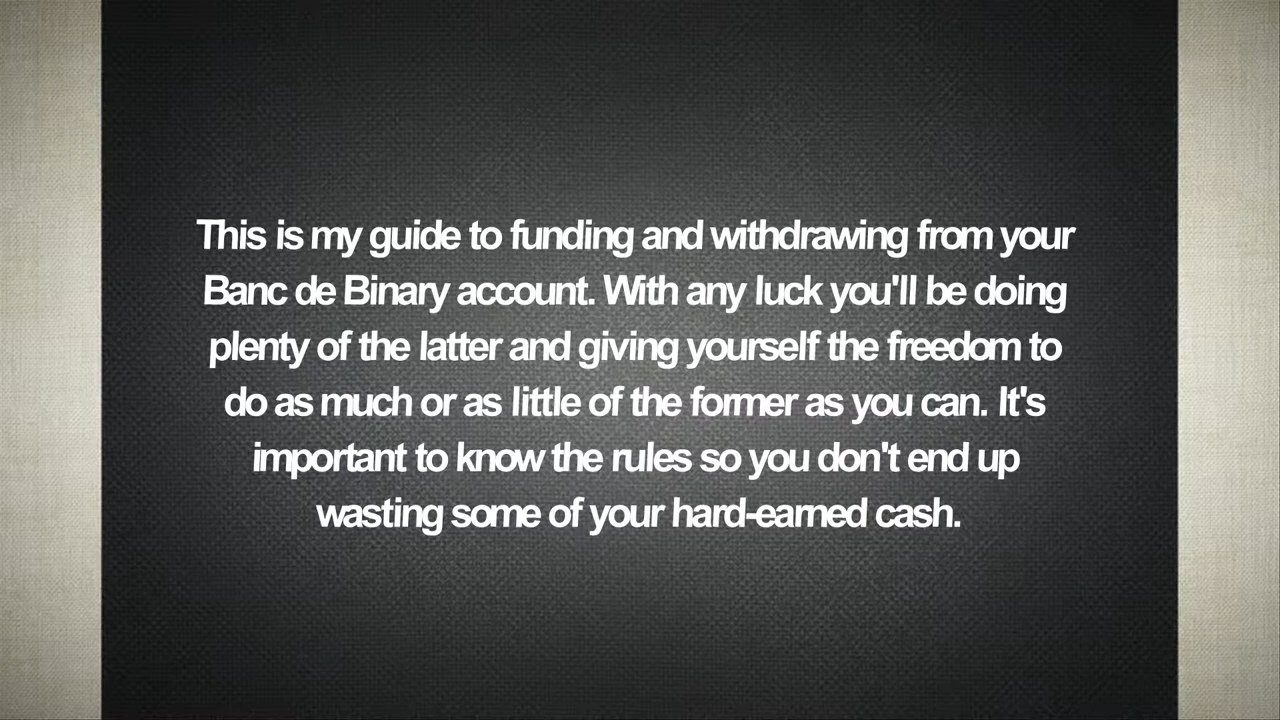 This is my guide to funding and withdrawing from your
Banc de Binary account. With any luck you'll be doing
plenty of the latter and giving yourself the freedom to
do as much or as little of the former as you can. It's
important to know the rules so you don't end up
wasting some of your hard-earned cash.